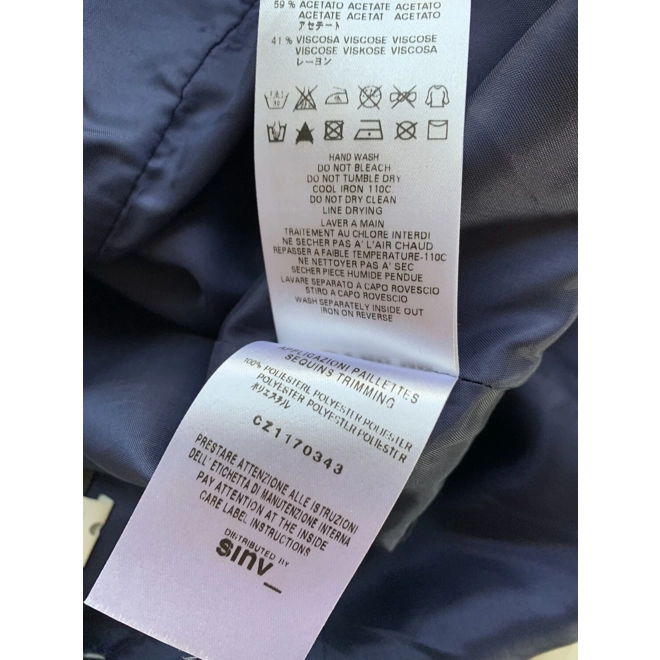 59 % ACETATO ACETATE ACETATO
ACETATE ACETAT ACETATE
アセテート
41 % VISCOSA VISCOSE VISCOSE
VISCOSE VISKOSE VISCOSA
レーヨン
HAND WASH
DO NOT BLEACH
DO NOT TUMBLE DRY
COOL IRON 110C
DO NOT DRY CLEAN
LINE DRYING
LAVER A MAIN
TRAITEMENT AU CHLORE INTERDI
NE SECHER PAS A' L'AIR CHAUD
REPASSER A FAIBLE TEMPERATURE-110C
NE NETTOYER PAS A' SEC
SECHER PIECE HUMIDE PENDUE
LAVARE SEPARATO A CAPO ROVESCIO
STIRO A CAPO ROVESCIO
WASH SEPARATELY INSIDE OUT
IRON ON REVERSE
APPLICAZIONI PAILLETTES
SEQUINS TRIMMING
100% POLIESTERE POLYESTER POLIESTER
POLYESTER POLYESTER POLIESTER
ポリエステル
CZ1170343
PRESTARE ATTENZIONE ALLE ISTRUZIONI
DELL'ETICHETTA DI MANUTENZIONE INTERNA
PAY ATTENTION AT THE INSIDE
CARE LABEL INSTRUCTIONS
DISTRIBUTED BY
sinv_